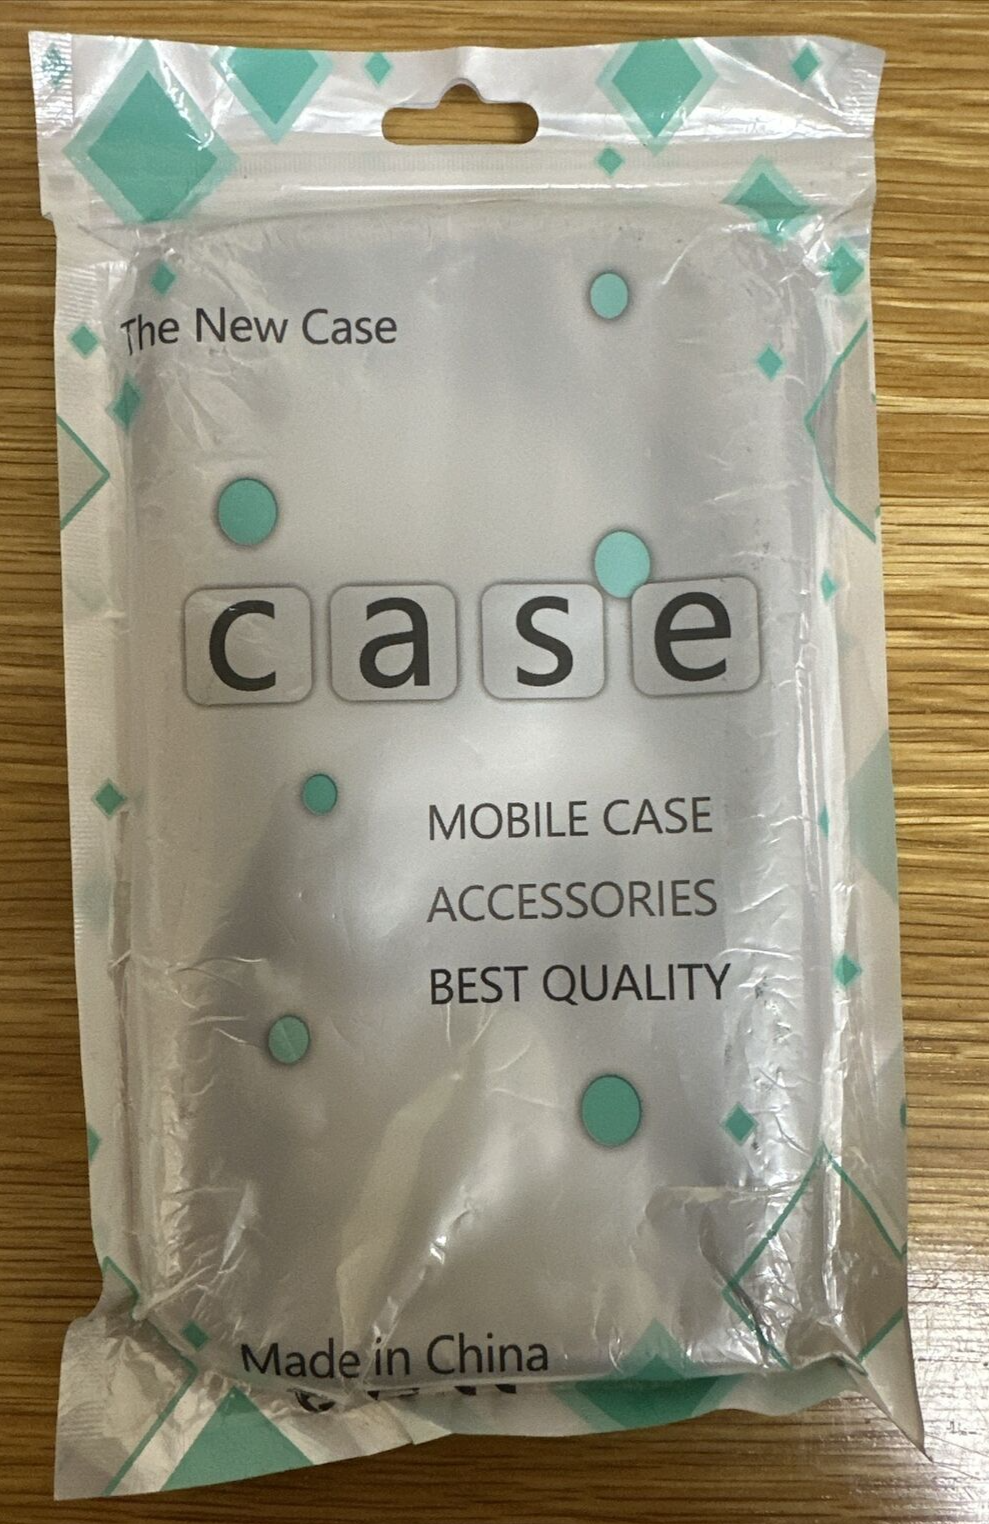 The New Case
case
MOBILE CASE
ACCESSORIES
BEST QUALITY
Made in China